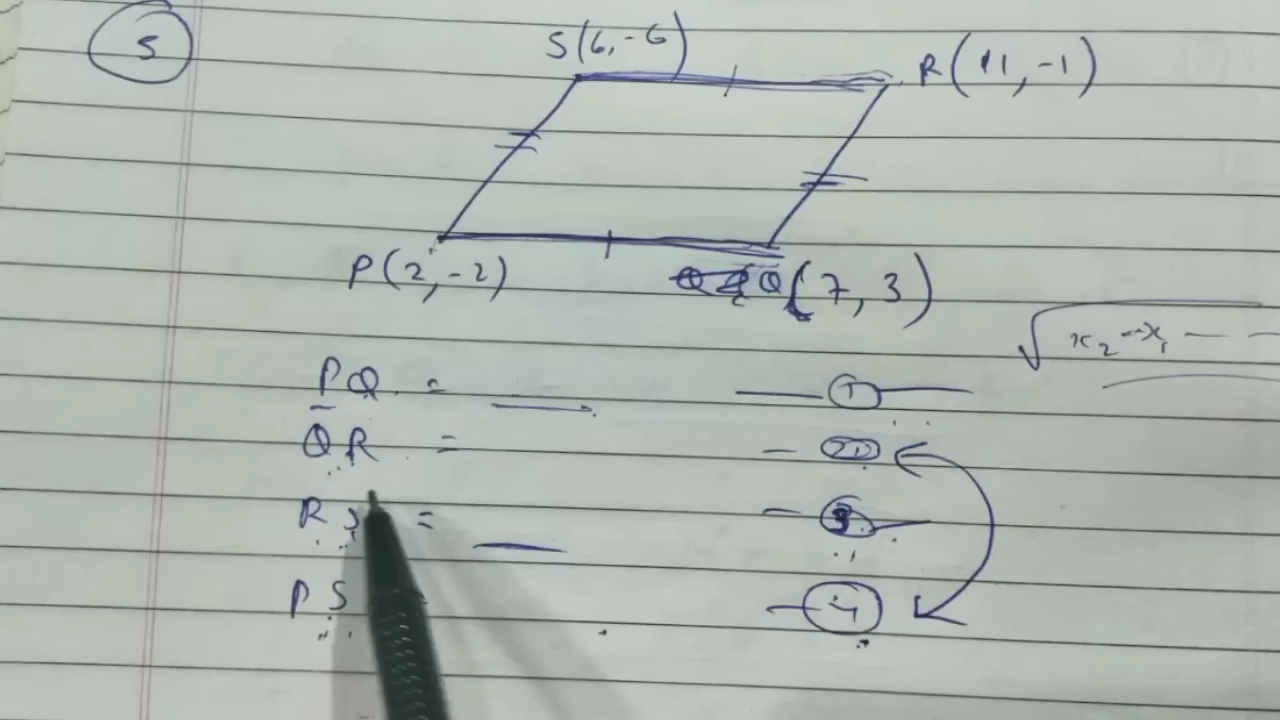 5
S(6,-6)
R(11,-1)
P(2,-2)
Q(7,3)
√x₂-x₁ — —
PQ = — ①
QR = — ②
RS = — ③
PS = — ④